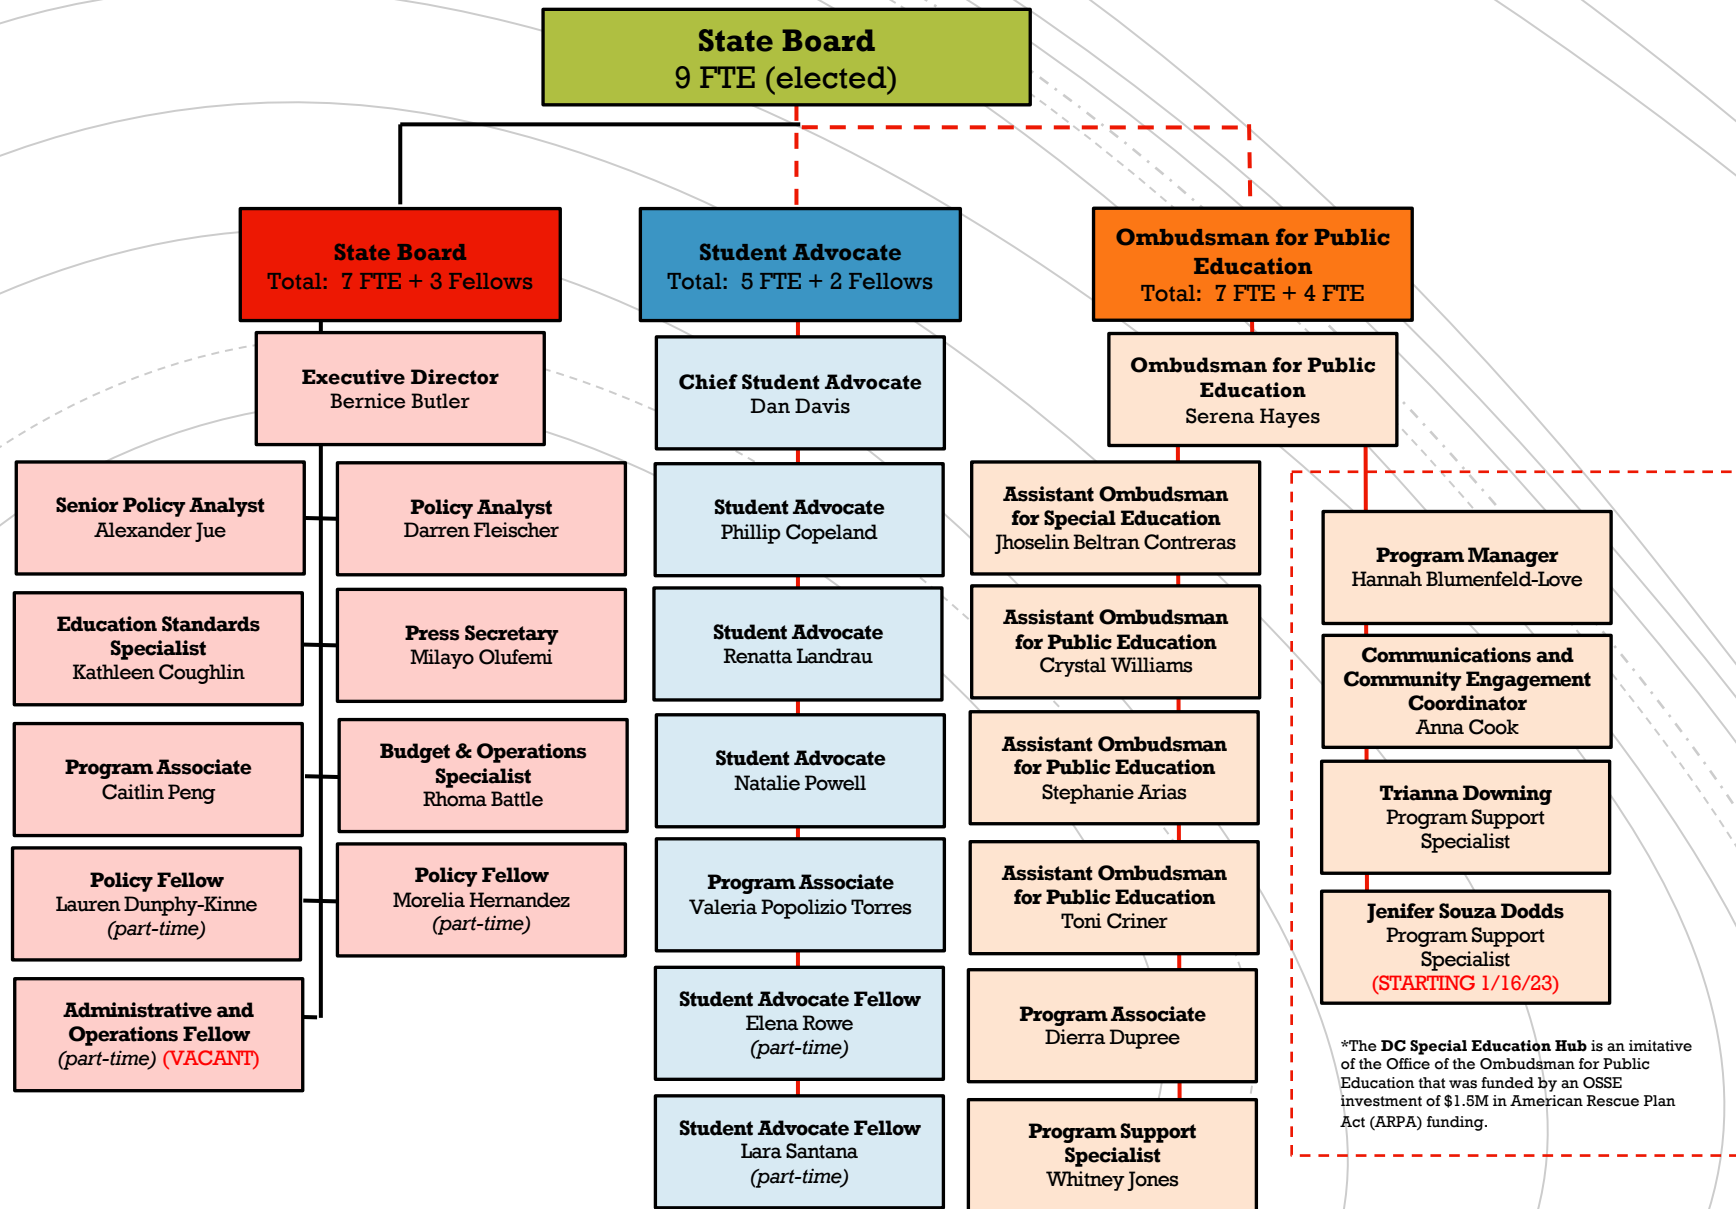 State Board
9 FTE (elected)
State Board
Total: 7 FTE + 3 Fellows
Student Advocate
Total: 5 FTE + 2 Fellows
Ombudsman for Public
Education
Total: 7 FTE + 4 FTE
Executive Director
Bernice Butler
Senior Policy Analyst
Alexander Jue
Policy Analyst
Darren Fleischer
Education Standards
Specialist
Kathleen Coughlin
Press Secretary
Milayo Olufemi
Program Associate
Caitlin Peng
Budget & Operations
Specialist
Rhoma Battle
Policy Fellow
Lauren Dunphy-Kinne
(part-time)
Policy Fellow
Morelia Hernandez
(part-time)
Administrative and
Operations Fellow
(part-time) (VACANT)
Chief Student Advocate
Dan Davis
Student Advocate
Phillip Copeland
Student Advocate
Renatta Landrau
Student Advocate
Natalie Powell
Program Associate
Valeria Popolizio Torres
Student Advocate Fellow
Elena Rowe
(part-time)
Student Advocate Fellow
Lara Santana
(part-time)
Ombudsman for Public
Education
Serena Hayes
Assistant Ombudsman
for Special Education
Jhoselin Beltran Contreras
Assistant Ombudsman
for Public Education
Crystal Williams
Assistant Ombudsman
for Public Education
Stephanie Arias
Assistant Ombudsman
for Public Education
Toni Criner
Program Associate
Dierra Dupree
Program Support
Specialist
Whitney Jones
Program Manager
Hannah Blumenfeld-Love
Communications and
Community Engagement
Coordinator
Anna Cook
Trianna Downing
Program Support
Specialist
Jenifer Souza Dodds
Program Support
Specialist
(STARTING 1/16/23)
*The DC Special Education Hub is an imitative
of the Office of the Ombudsman for Public
Education that was funded by an OSSE
investment of $1.5M in American Rescue Plan
Act (ARPA) funding.